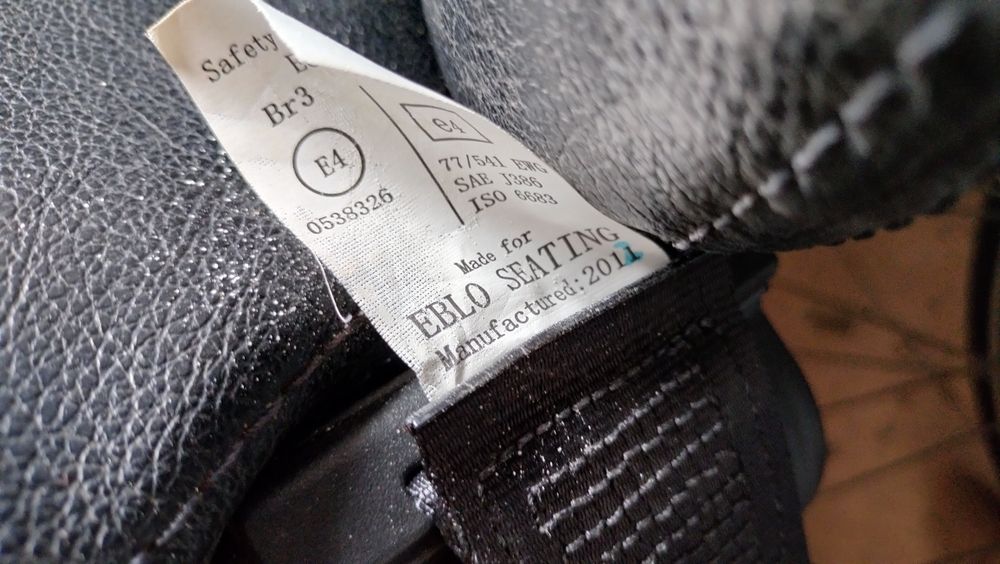 Safety
Br3
E4
0538326
e4
77/541 EWG
SAE J386
ISO 6683
Made for
EBLO SEATING
Manufactured: 2011